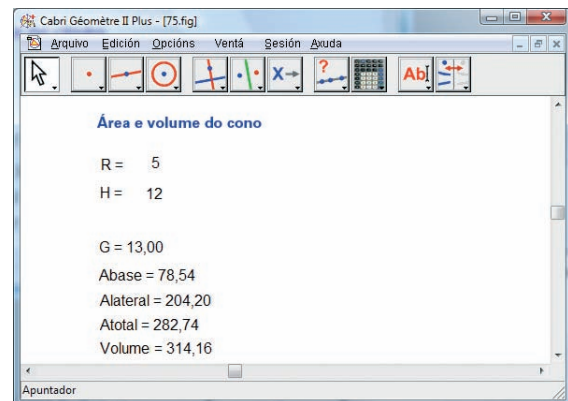 Cabri Géomètre II Plus - [75.fig]
Arquivo Edición Opcións Ventá Sesión Axuda
X→ ? Ab
Área e volume do cono
R = 5
H = 12
G = 13,00
Abase = 78,54
Alateral = 204,20
Atotal = 282,74
Volume = 314,16
Apuntador